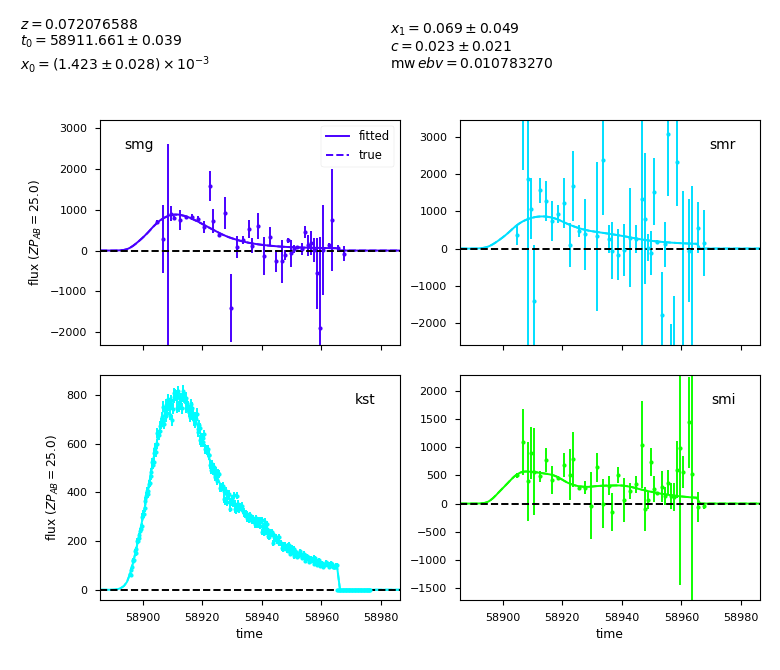 z = 0.072076588
t₀ = 58911.661 ± 0.039
x₀ = (1.423 ± 0.028) × 10⁻³
x₁ = 0.069 ± 0.049
c = 0.023 ± 0.021
mw ebv = 0.010783270
smg
fitted
true
3000
2000
1000
0
−1000
−2000
flux (ZP_AB = 25.0)
smr
3000
2000
1000
0
−1000
−2000
kst
800
600
400
200
0
flux (ZP_AB = 25.0)
58900 58920 58940 58960 58980
time
smi
2000
1500
1000
500
0
−500
−1000
−1500
58900 58920 58940 58960 58980
time